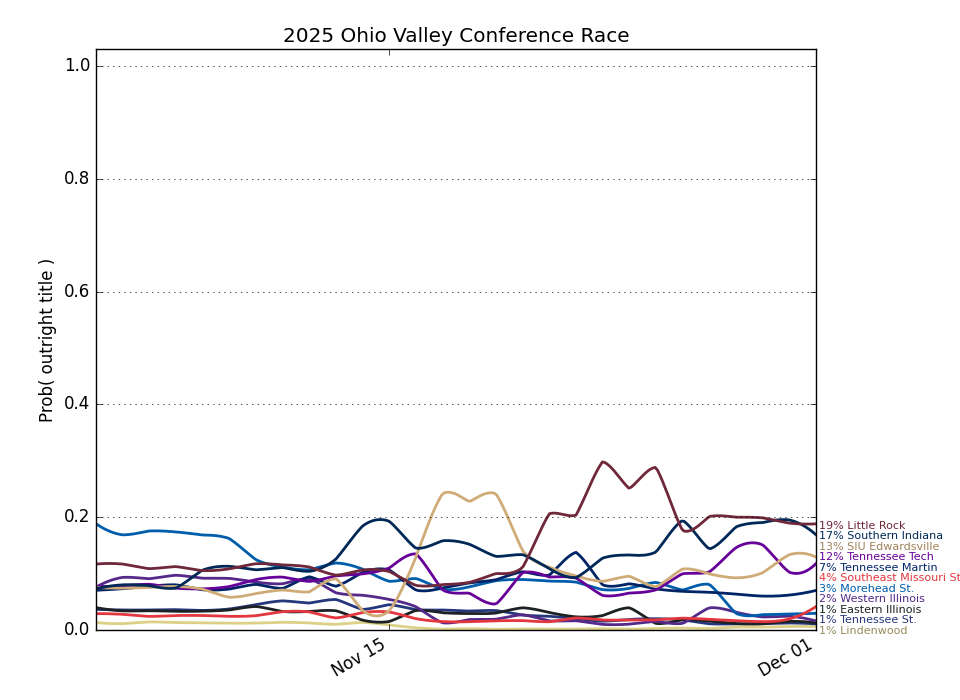 2025 Ohio Valley Conference Race
Prob( outright title )
1.0
0.8
0.6
0.4
0.2
0.0
Nov 15
Dec 01
19% Little Rock
17% Southern Indiana
13% SIU Edwardsville
12% Tennessee Tech
7% Tennessee Martin
4% Southeast Missouri St
3% Morehead St.
2% Western Illinois
1% Eastern Illinois
1% Tennessee St.
1% Lindenwood